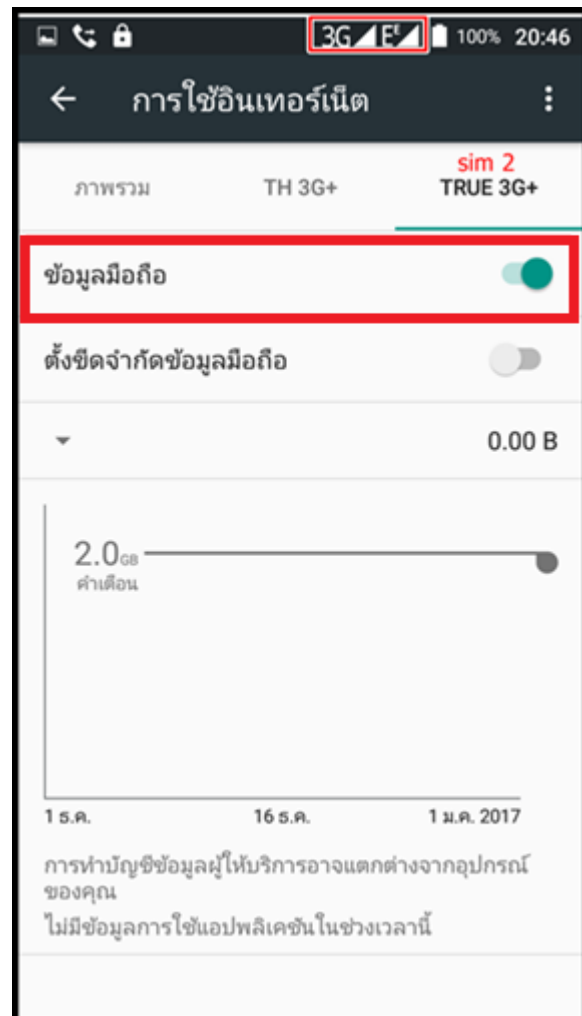 3G E E 100% 20:46
การใช้อินเทอร์เน็ต
sim 2
ภาพรวม TH 3G+ TRUE 3G+
ข้อมูลมือถือ
ตั้งขีดจำกัดข้อมูลมือถือ
0.00 B
2.0 GB
คำเตือน
1 ธ.ค. 16 ธ.ค. 1 ม.ค. 2017
การทำบัญชีข้อมูลผู้ให้บริการอาจแตกต่างจากอุปกรณ์
ของคุณ
ไม่มีข้อมูลการใช้แอปพลิเคชันในช่วงเวลานี้